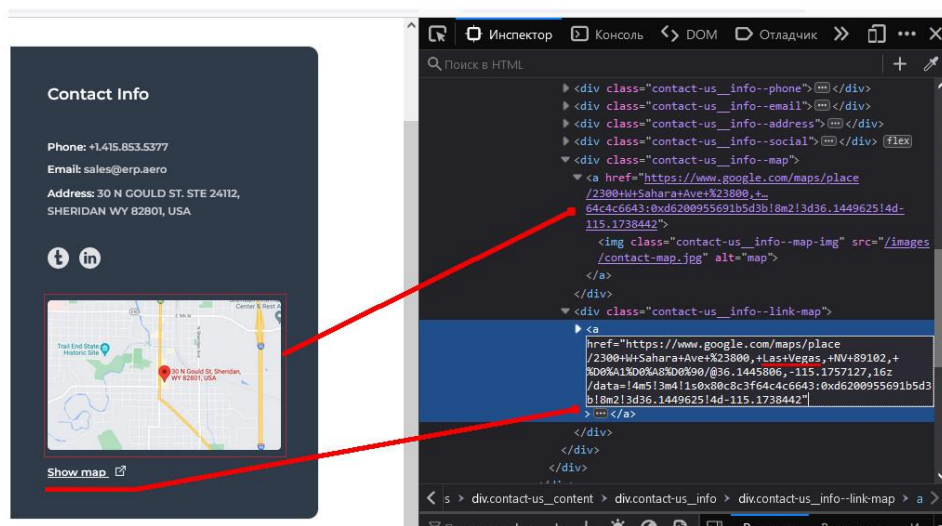 Contact Info
Phone: +1.415.853.5377
Email: sales@erp.aero
Address: 30 N GOULD ST. STE 24112,
SHERIDAN WY 82801, USA
Trail End State
Historic Site
30 N Gould St, Sheridan,
WY 82801, USA
Show map
Инспектор Консоль DOM Отладчик
Поиск в HTML
<div class="contact-us__info--phone"></div>
<div class="contact-us__info--email"></div>
<div class="contact-us__info--address"></div>
<div class="contact-us__info--social"></div> flex
<div class="contact-us__info--map">
<a href="https://www.google.com/maps/place
/2300+W+Sahara+Ave+%23800,+…
64c4c6643:0xd6200955691b5d3b!8m2!3d36.1449625!4d-
115.1738442">
<img class="contact-us__info--map-img" src="/images
/contact-map.jpg" alt="map">
</a>
</div>
<div class="contact-us__info--link-map">
<a
href="https://www.google.com/maps/place
/2300+W+Sahara+Ave+%23800,+Las+Vegas,+NV+89102,+
%D0%A1%D0%A8%D0%90/@36.1445806,-115.1757127,16z
/data=!4m5!3m4!1s0x80c8c3f64c4c6643:0xd6200955691b5d3
b!8m2!3d36.1449625!4d-115.1738442"
></a>
</div>
</div>
</div>
s > div.contact-us__content > div.contact-us__info > div.contact-us__info--link-map > a